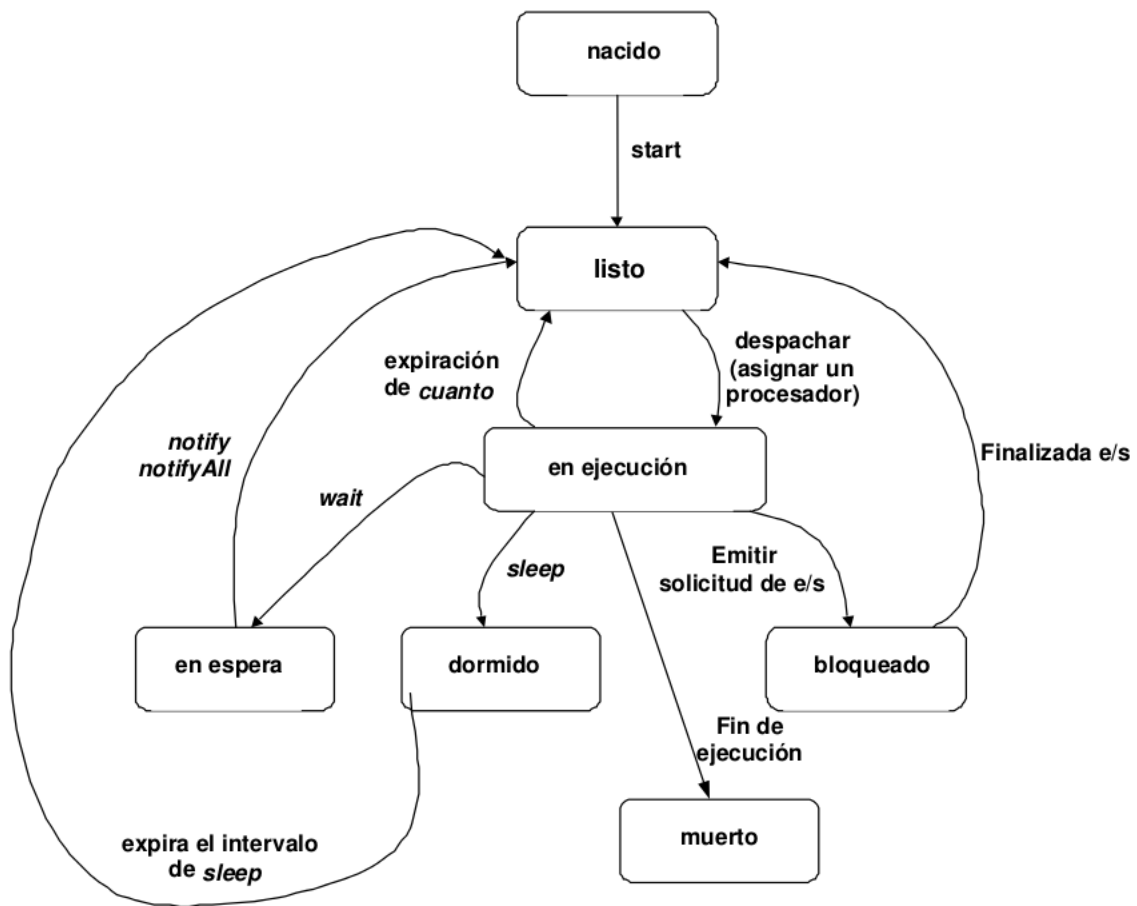 nacido
start
listo
despachar
(asignar un
procesador)
expiración
de cuanto
notify
notifyAll
wait
en ejecución
Finalizada e/s
sleep
Emitir
solicitud de e/s
en espera
dormido
bloqueado
Fin de
ejecución
muerto
expira el intervalo
de sleep